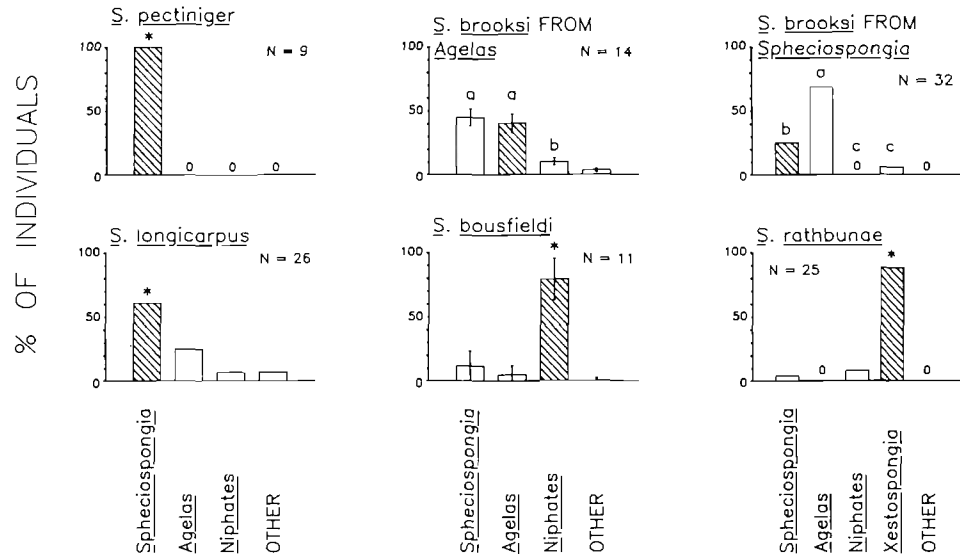 % OF INDIVIDUALS
S. pectiniger
100
50
0
*
0
0
0
N = 9
S. brooksi FROM
Agelas
N = 14
100
50
0
a
a
b
S. brooksi FROM
Spheciospongia
N = 32
100
50
0
b
a
c
0
c
0
S. longicarpus
N = 26
100
50
0
*
S. bousfieldi
N = 11
100
50
0
*
S. rathbunae
N = 25
100
50
0
0
*
0
Spheciospongia
Agelas
Niphates
OTHER
Spheciospongia
Agelas
Niphates
OTHER
Spheciospongia
Agelas
Niphates
Xestospongia
OTHER